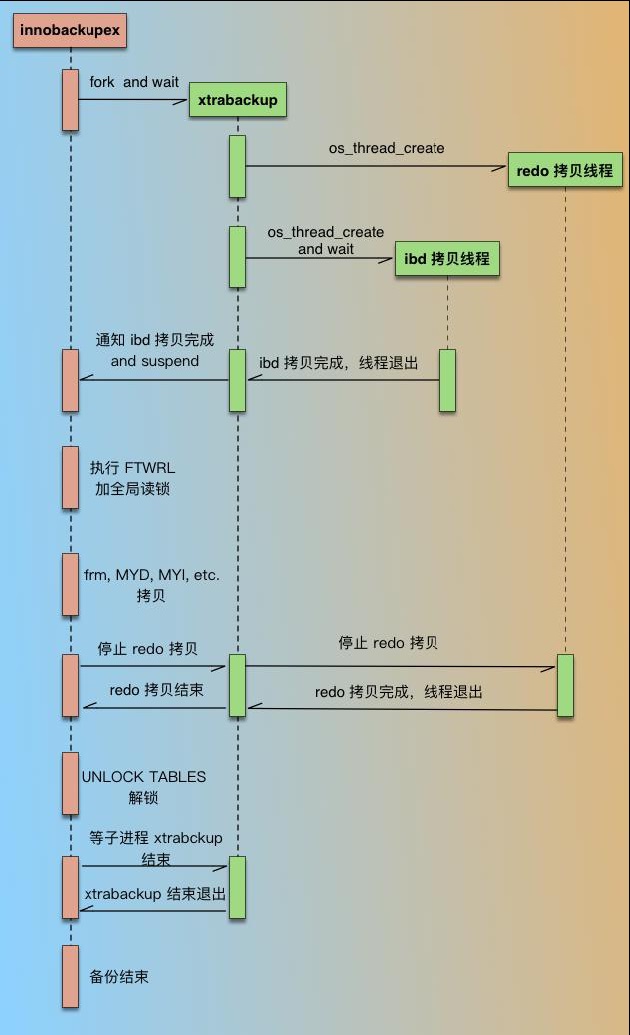 innobackupex
fork and wait
xtrabackup
os_thread_create
redo 拷贝线程
os_thread_create
and wait
ibd 拷贝线程
通知 ibd 拷贝完成
and suspend
ibd 拷贝完成，线程退出
执行 FTWRL
加全局读锁
frm, MYD, MYI, etc.
拷贝
停止 redo 拷贝
停止 redo 拷贝
redo 拷贝结束
redo 拷贝完成，线程退出
UNLOCK TABLES
解锁
等子进程 xtrabckup
结束
xtrabackup 结束退出
备份结束